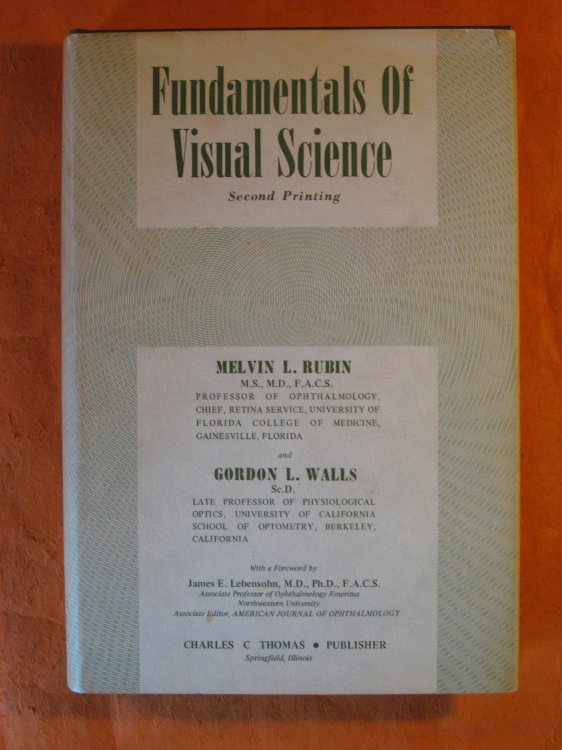 Fundamentals Of
Visual Science
Second Printing
MELVIN L. RUBIN
M.S., M.D., F.A.C.S.
PROFESSOR OF OPHTHALMOLOGY,
CHIEF, RETINA SERVICE, UNIVERSITY OF
FLORIDA COLLEGE OF MEDICINE,
GAINESVILLE, FLORIDA
and
GORDON L. WALLS
Sc.D.
LATE PROFESSOR OF PHYSIOLOGICAL
OPTICS, UNIVERSITY OF CALIFORNIA
SCHOOL OF OPTOMETRY, BERKELEY,
CALIFORNIA
With a Foreword by
James E. Lebensohn, M.D., Ph.D., F.A.C.S.
Associate Professor of Ophthalmology Emeritus
Northwestern University
Associate Editor, AMERICAN JOURNAL OF OPHTHALMOLOGY
CHARLES C THOMAS • PUBLISHER
Springfield, Illinois